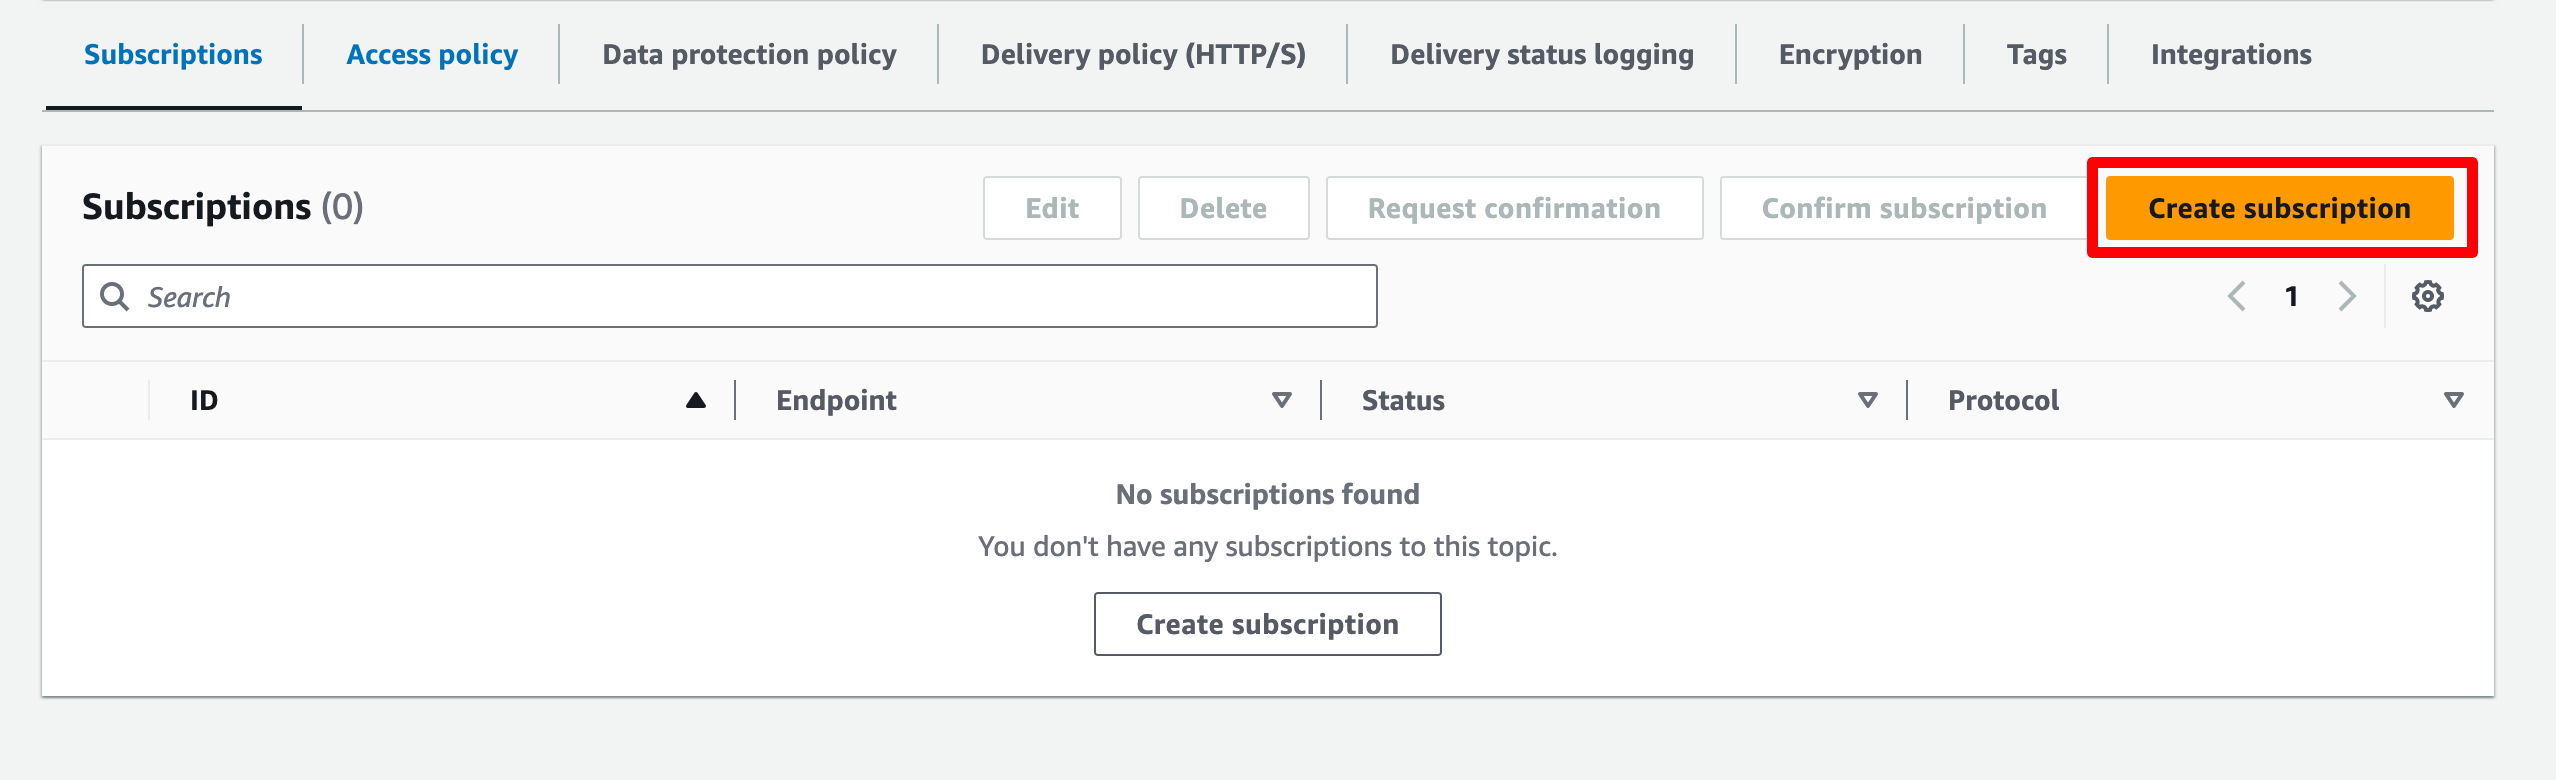 Subscriptions Access policy Data protection policy Delivery policy (HTTP/S) Delivery status logging Encryption Tags Integrations
Subscriptions (0) Edit Delete Request confirmation Confirm subscription Create subscription
Search 1
ID Endpoint Status Protocol
No subscriptions found
You don't have any subscriptions to this topic.
Create subscription